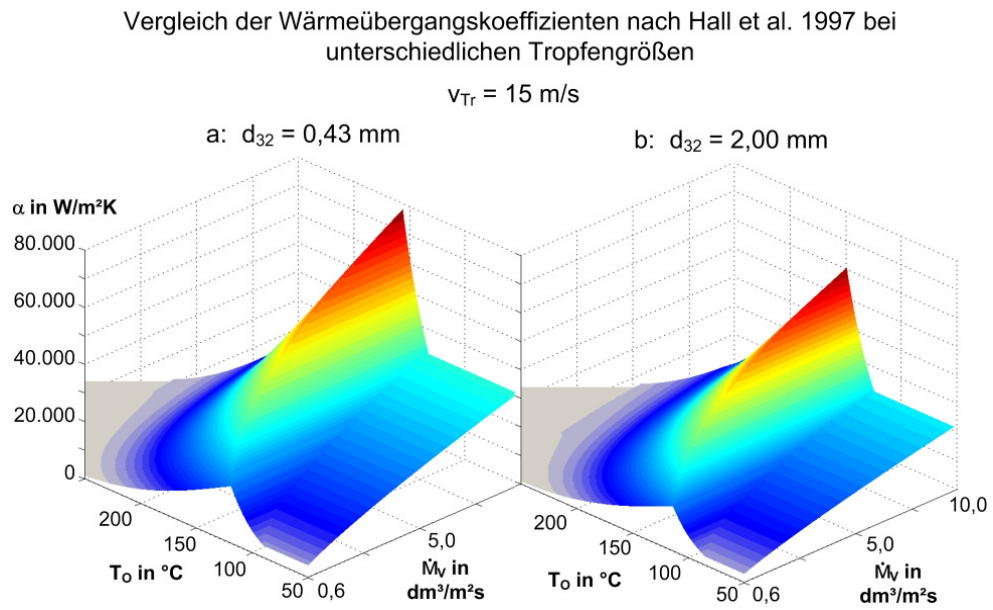 Vergleich der Wärmeübergangskoeffizienten nach Hall et al. 1997 bei
unterschiedlichen Tropfengrößen
vTr = 15 m/s
a: d32 = 0,43 mm
b: d32 = 2,00 mm
α in W/m²K
80.000
60.000
40.000
20.000
0
200
150
100
50
TO in °C
0,6
5,0
ṀV in
dm³/m²s
200
150
100
50
TO in °C
0,6
5,0
10,0
ṀV in
dm³/m²s